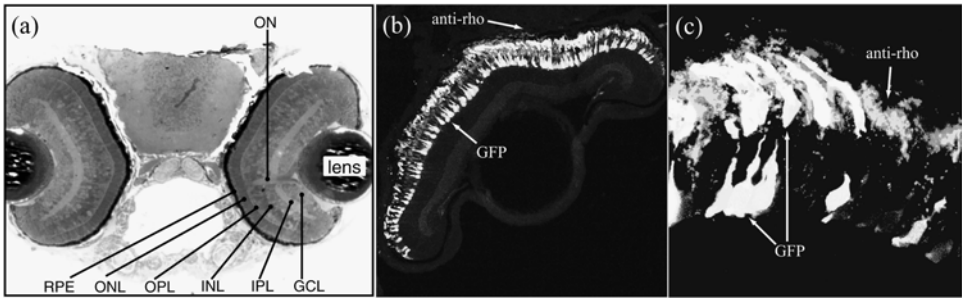 (a)
ON
lens
RPE ONL OPL INL IPL GCL
(b)
anti-rho
GFP
(c)
anti-rho
GFP